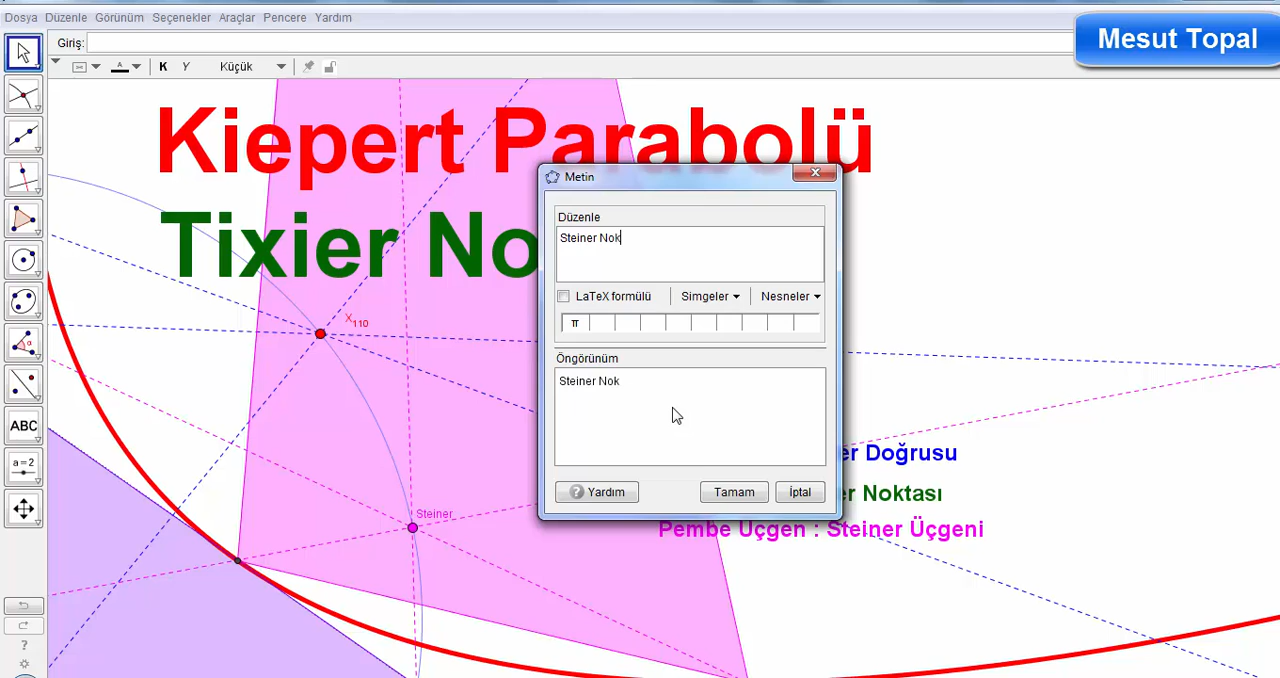 Dosya Düzenle Görünüm Seçenekler Araçlar Pencere Yardım
Giriş:
Mesut Topal
A K Y Küçük
Kiepert Parabolü
Metin
Tixier No
Düzenle
Steiner Nok
LaTeX formülü Simgeler Nesneler
π
X110
Öngörünüm
Steiner Nok
α
ABC
er Doğrusu
a=2
? Yardım Tamam İptal
er Noktası
Steiner
Pembe Üçgen : Steiner Üçgeni
?